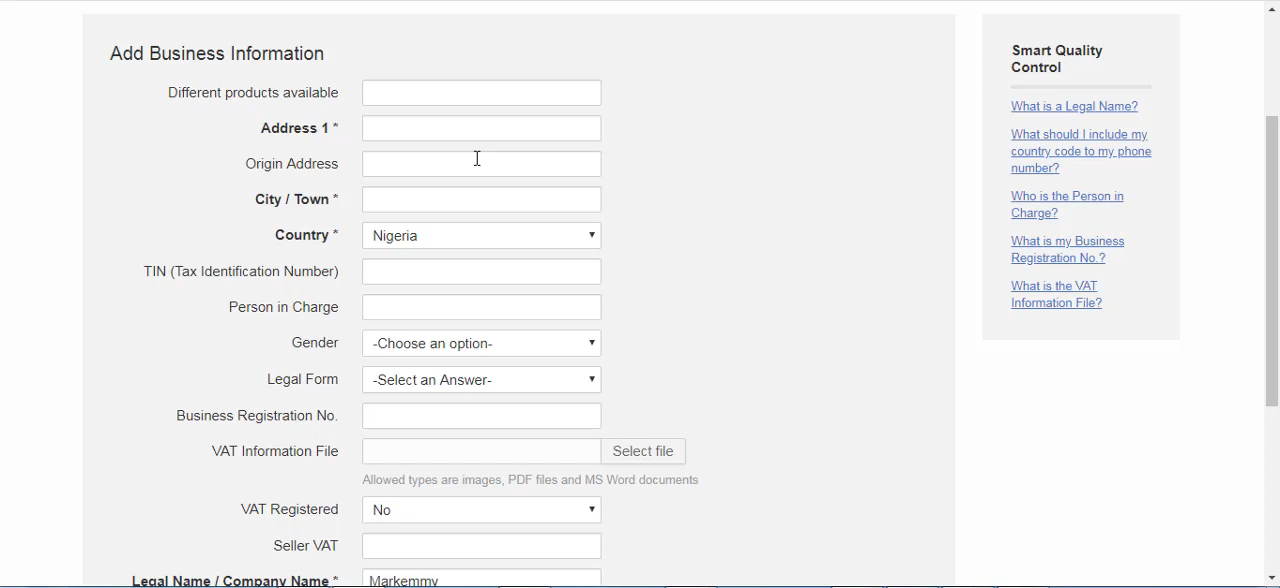 Add Business Information
Different products available
Address 1 *
Origin Address
City / Town *
Country * Nigeria
TIN (Tax Identification Number)
Person in Charge
Gender -Choose an option-
Legal Form -Select an Answer-
Business Registration No.
VAT Information File Select file
Allowed types are images, PDF files and MS Word documents
VAT Registered No
Seller VAT
Legal Name / Company Name * Markemmy
Smart Quality
Control
What is a Legal Name?
What should I include my
country code to my phone
number?
Who is the Person in
Charge?
What is my Business
Registration No.?
What is the VAT
Information File?